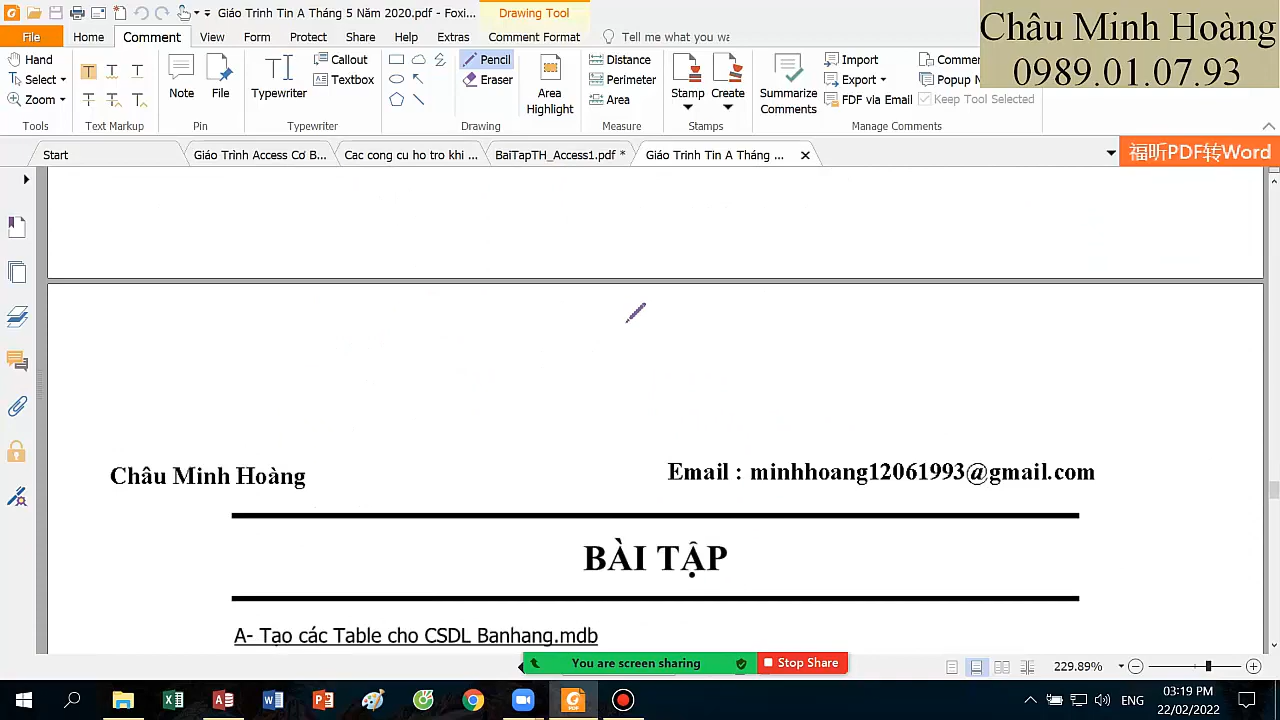 Giáo Trình Tin A Tháng 5 Năm 2020.pdf - Foxi...
Drawing Tool
Châu Minh Hoàng
0989.01.07.93
File Home Comment View Form Protect Share Help Extras Comment Format Tell me what you wa
Hand
Select
Zoom
Tools
Text Markup
Note
File
Pin
Typewriter
Callout
Textbox
Typewriter
Pencil
Eraser
Drawing
Area
Highlight
Distance
Perimeter
Area
Measure
Stamp
Create
Stamps
Summarize
Comments
Import
Export
FDF via Email
Commer
Popup N
Keep Tool Selected
Manage Comments
Start
Giáo Trình Access Cơ B...
Cac cong cu ho tro khi ...
BaiTapTH_Access1.pdf *
Giáo Trình Tin A Tháng ...
福昕PDF转Word
Châu Minh Hoàng
Email : minhhoang12061993@gmail.com
BÀI TẬP
A- Tạo các Table cho CSDL Banhang.mdb
You are screen sharing
Stop Share
229.89%
ENG
03:19 PM
22/02/2022